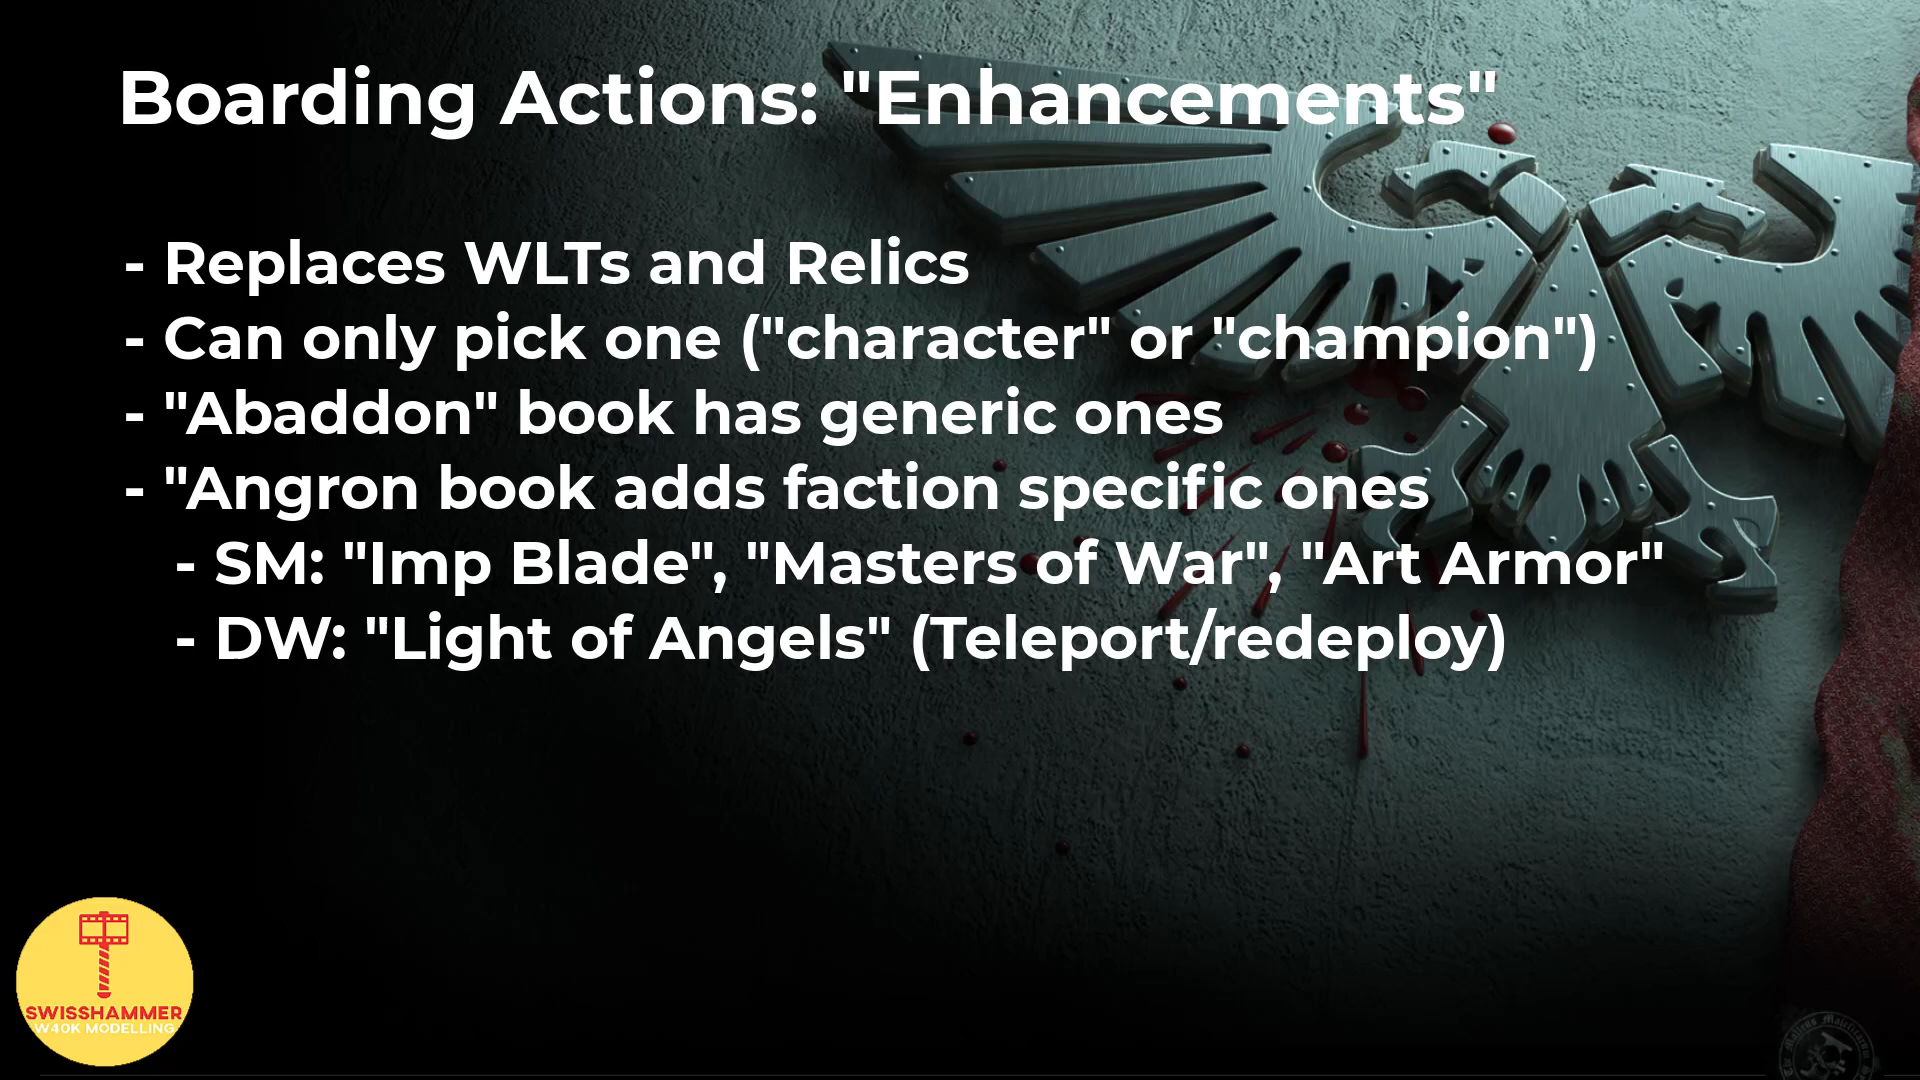 Boarding Actions: "Enhancements"
- Replaces WLTs and Relics
- Can only pick one ("character" or "champion")
- "Abaddon" book has generic ones
- "Angron book adds faction specific ones
- SM: "Imp Blade", "Masters of War", "Art Armor"
- DW: "Light of Angels" (Teleport/redeploy)
SWISSHAMMER
W40K MODELLING